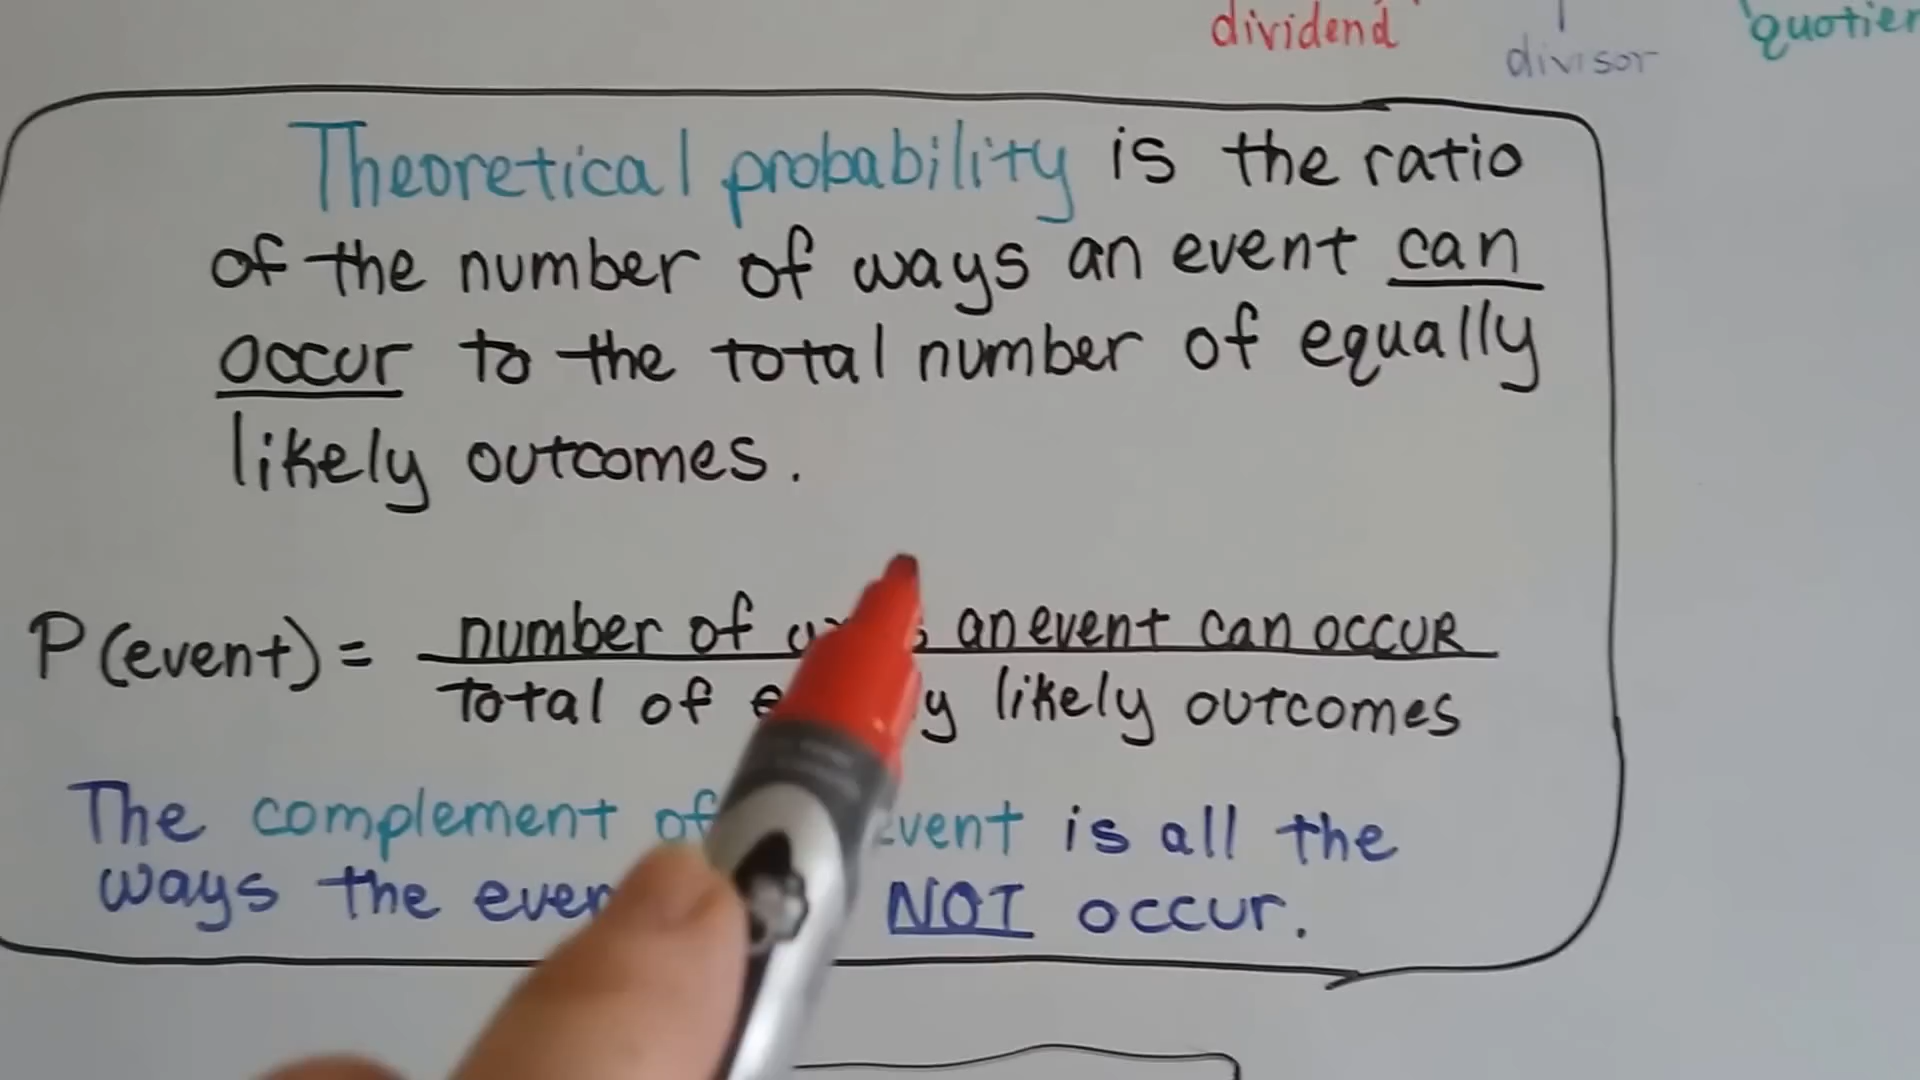 dividend divisor
Theoretical probability is the ratio
of the number of ways an event can
occur to the total number of equally
likely outcomes.
P(event) = number of an event can occur
total of likely outcomes
The complement of event is all the
ways the NOT occur.